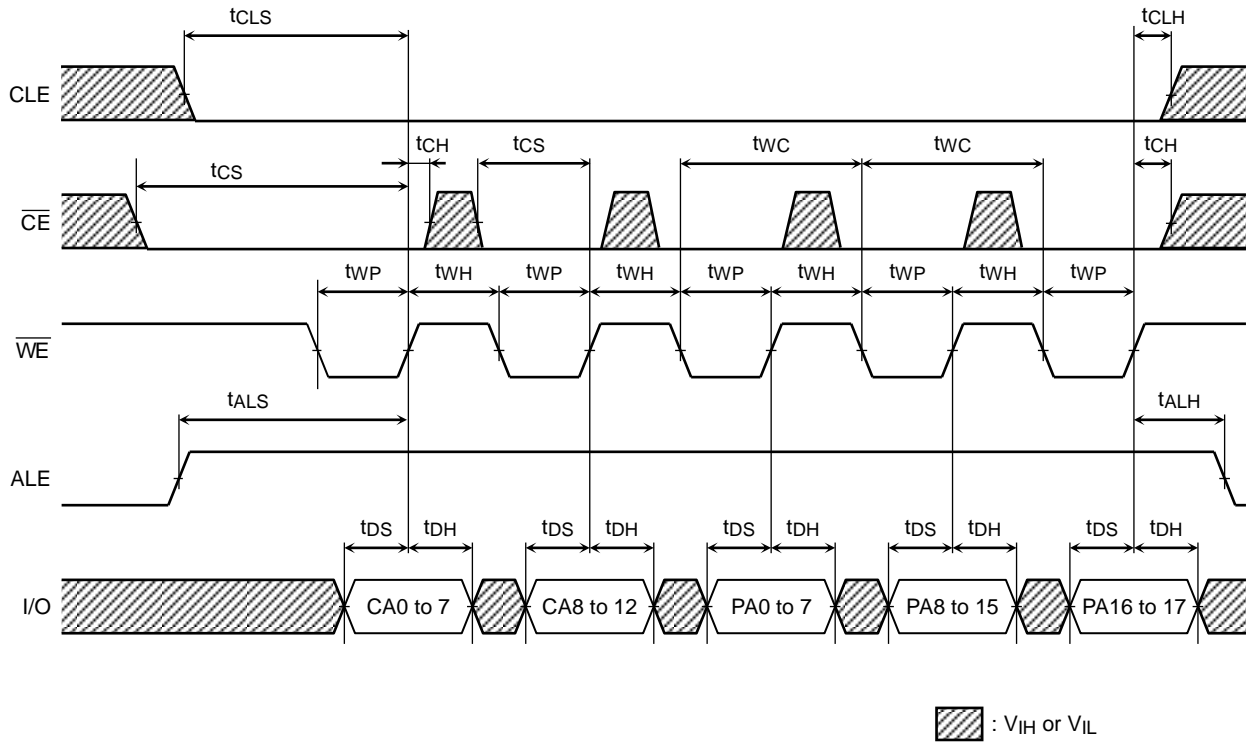 tCLS
tCLH
CLE
tCH
tCS
tWC
tWC
tCH
tCS
CE
tWP
tWH
tWP
tWH
tWP
tWH
tWP
tWH
tWP
WE
tALS
tALH
ALE
tDS
tDH
tDS
tDH
tDS
tDH
tDS
tDH
tDS
tDH
I/O
CA0 to 7
CA8 to 12
PA0 to 7
PA8 to 15
PA16 to 17
: VIH or VIL